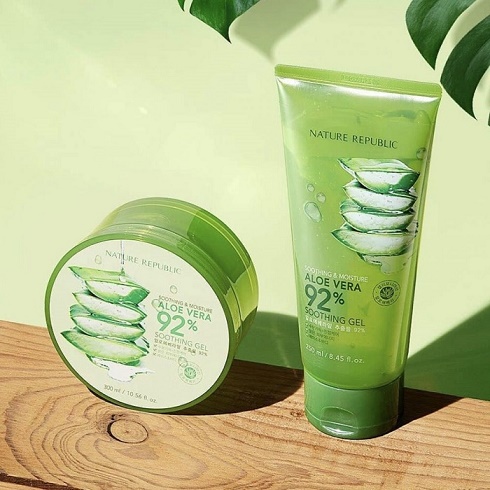 NATURE REPUBLIC
SOOTHING & MOISTURE
ALOE VERA
92%
SOOTHING GEL
300 ml / 10.56 fl oz
NATURE REPUBLIC
SOOTHING & MOISTURE
ALOE VERA
92%
SOOTHING GEL
250 ml / 8.45 fl oz.